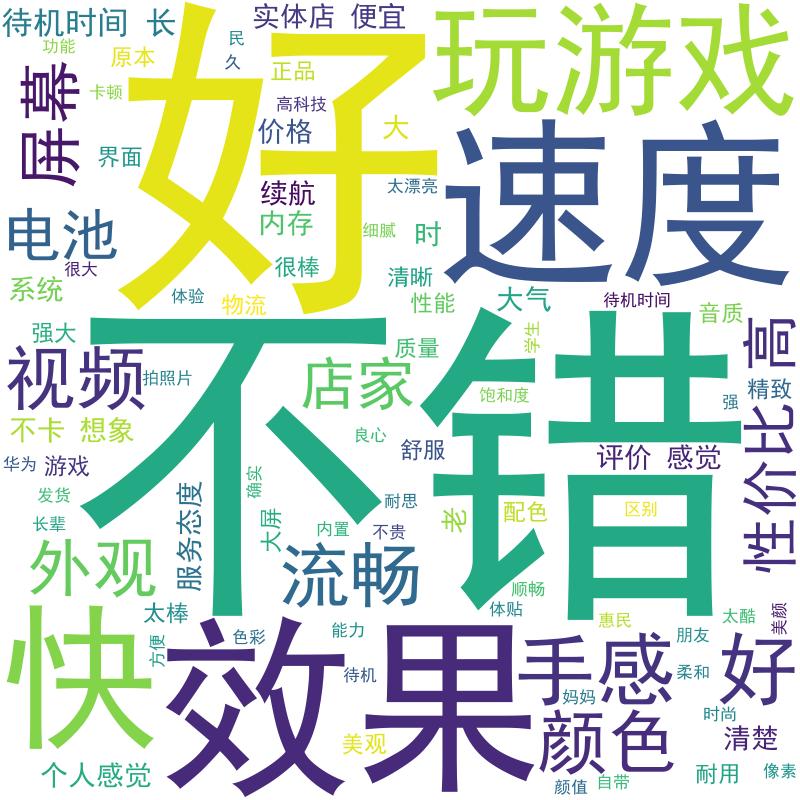 待机时间 长
实体店 便宜
好
玩游戏
功能
原本
民
久
正品
屏幕
卡顿
高科技
价格
大
速度
界面
续航
太漂亮
电池
内存
细腻
时
很大
很棒
清晰
系统
体验
物流
性能
大气
待机时间
音质
不错
强大
学生
高
视频
质量
拍照片
店家
饱和度
精致
强
不卡 想象
良心
舒服
性价比
华为
游戏
评价 感觉
确实
发货
服务态度
耐思
老
配色
区别
长辈
大屏
内置
不贵
外观
流畅
顺畅
体贴
快
太棒
效果
色彩
能力
惠民
太酷
美颜
方便
手感
朋友
好
待机
柔和
妈妈
时尚
颜色
美观
清楚
个人感觉
颜值
自带
耐用
像素